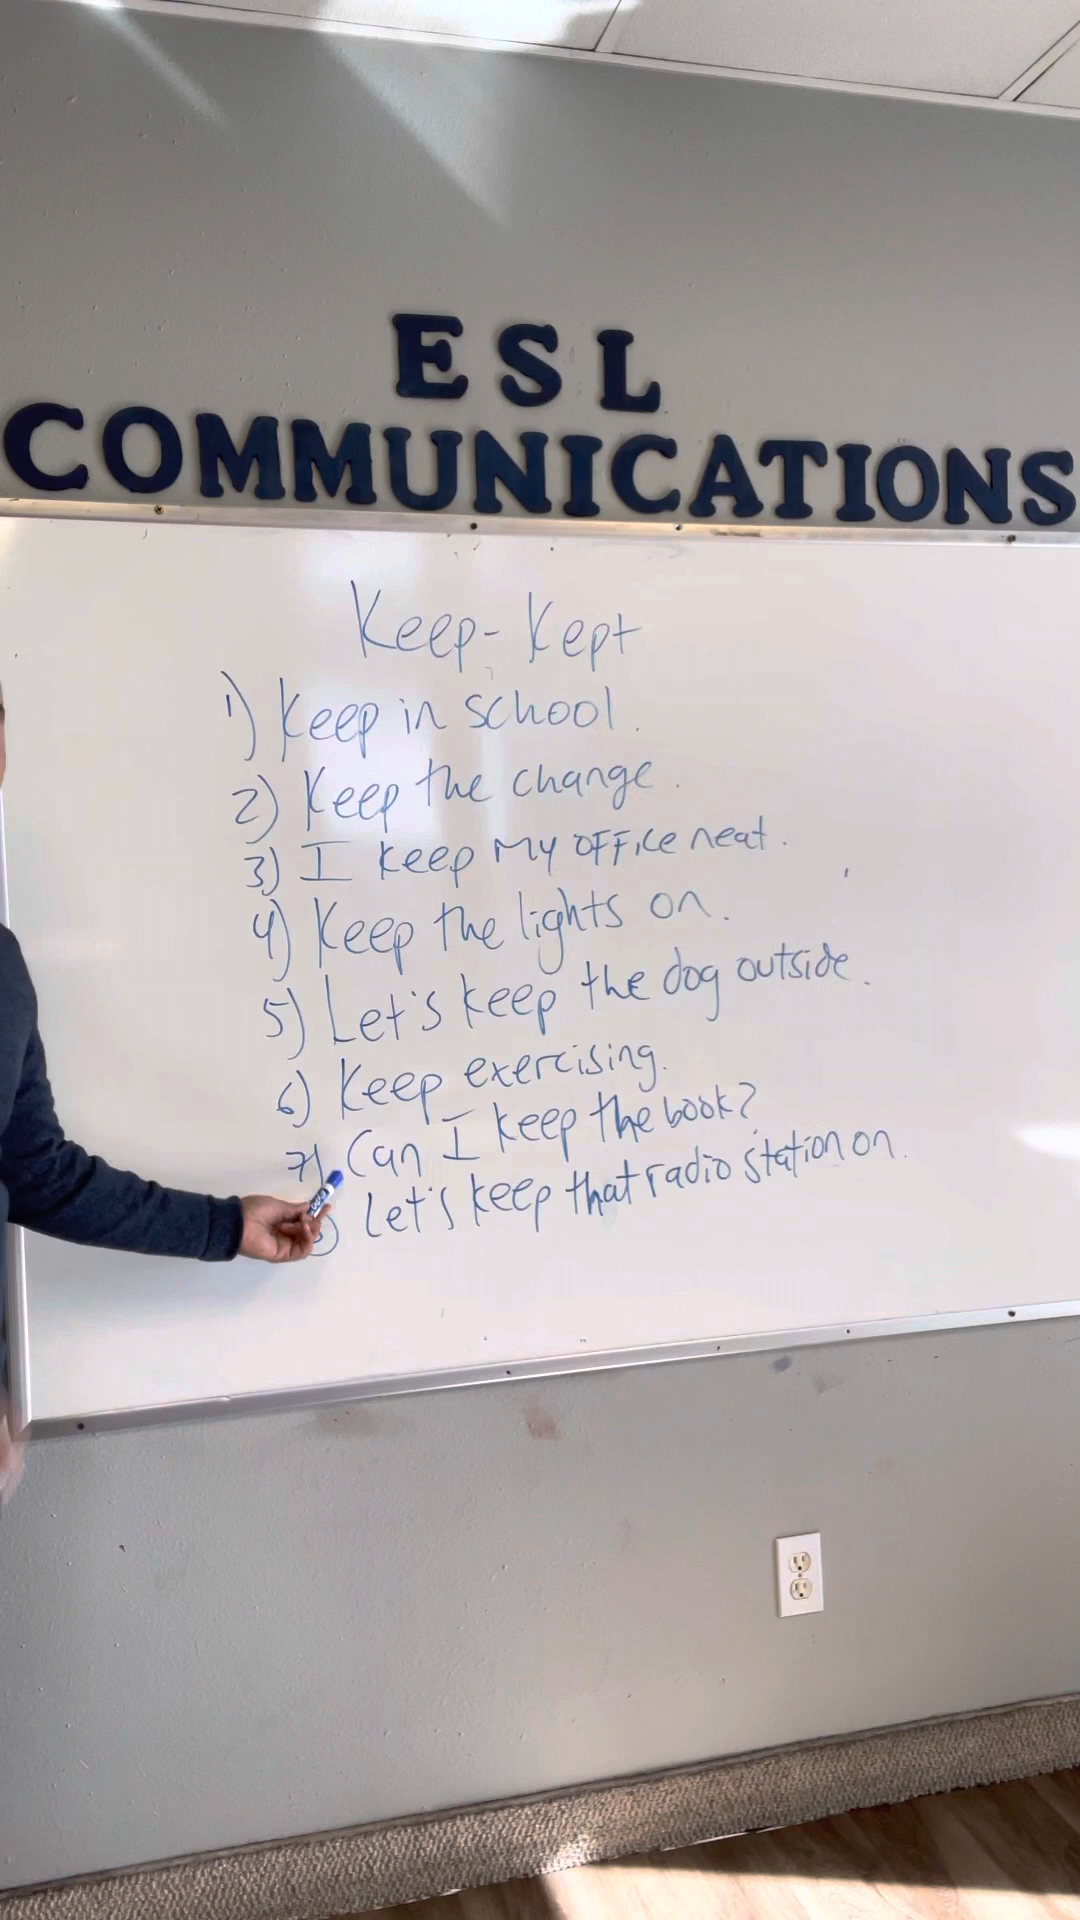 ESL
COMMUNICATIONS
Keep - Kept
1) Keep in school.
2) Keep the change.
3) I keep my office neat.
4) Keep the lights on.
5) Let's keep the dog outside.
6) Keep exercising.
7) Can I keep the book?
Let's keep that radio station on.